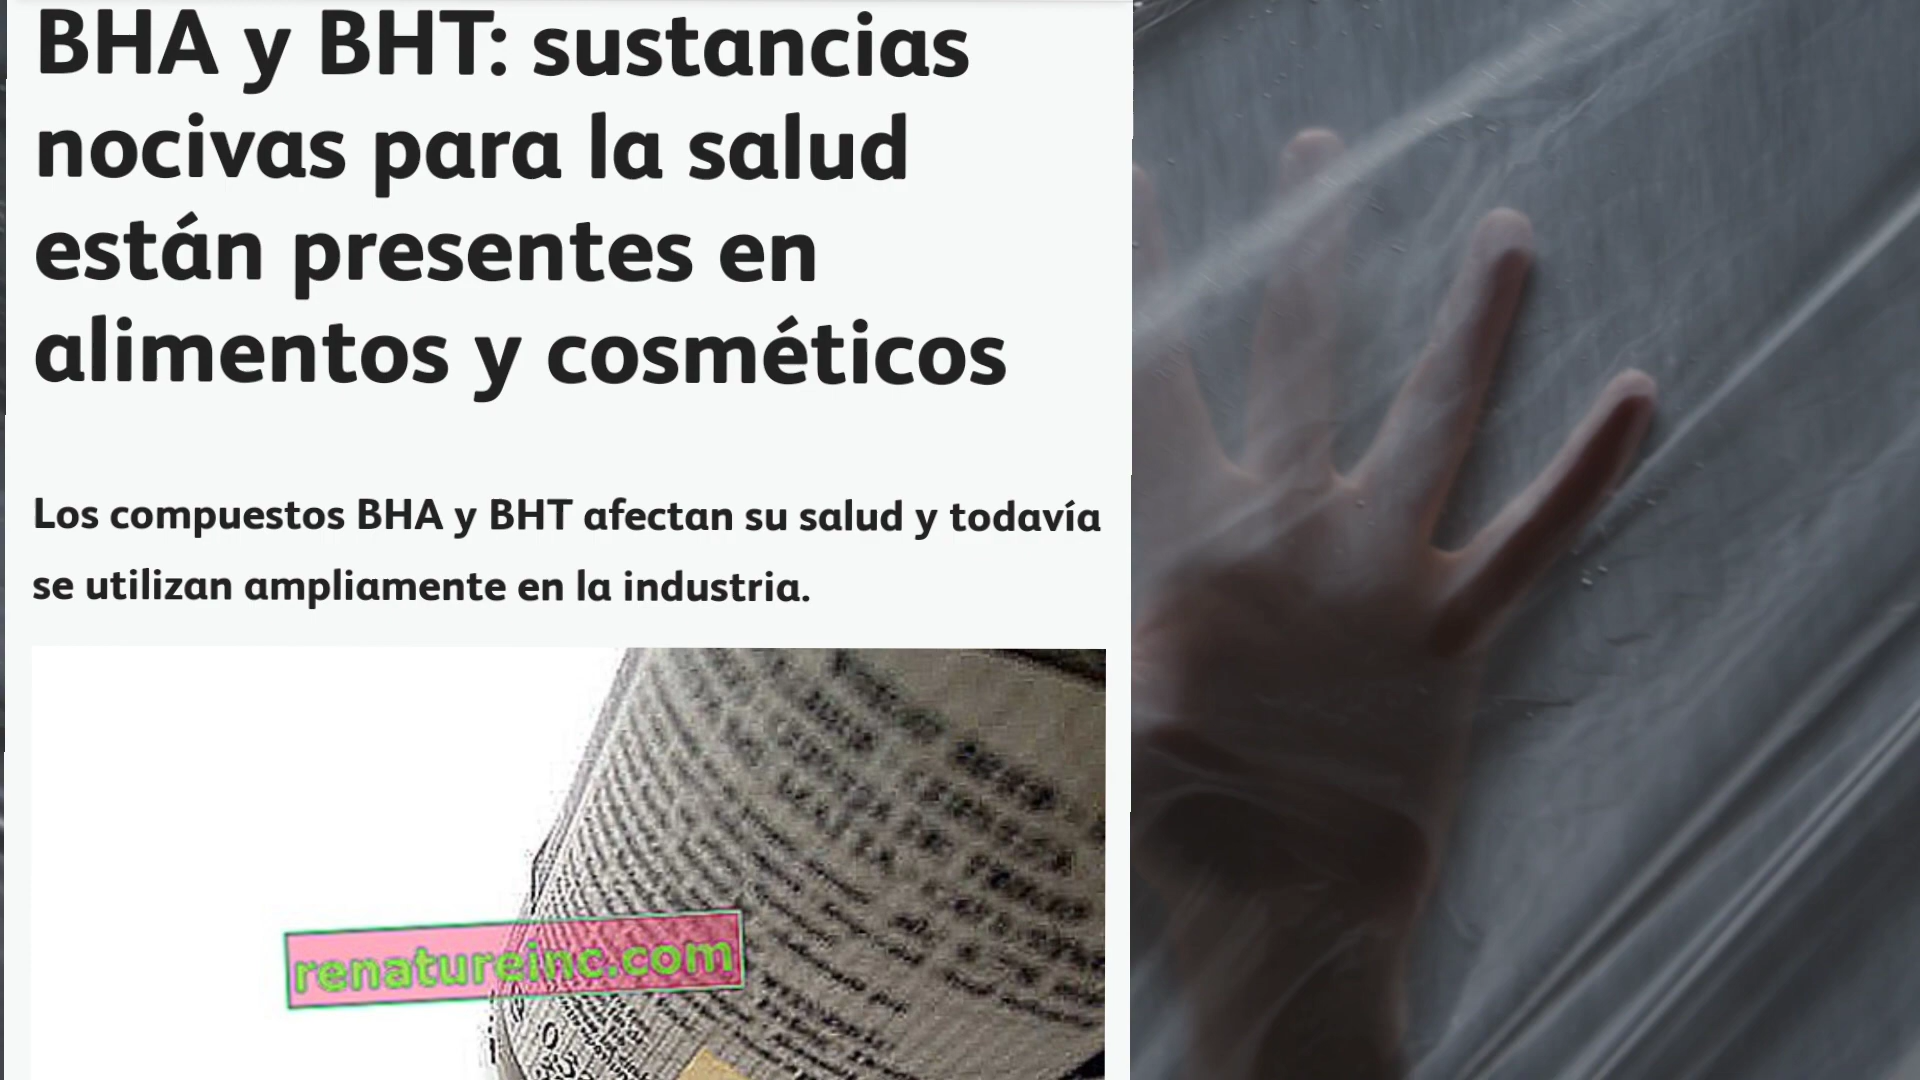 BHA y BHT: sustancias
nocivas para la salud
están presentes en
alimentos y cosméticos
Los compuestos BHA y BHT afectan su salud y todavía
se utilizan ampliamente en la industria.
renatureinc.com